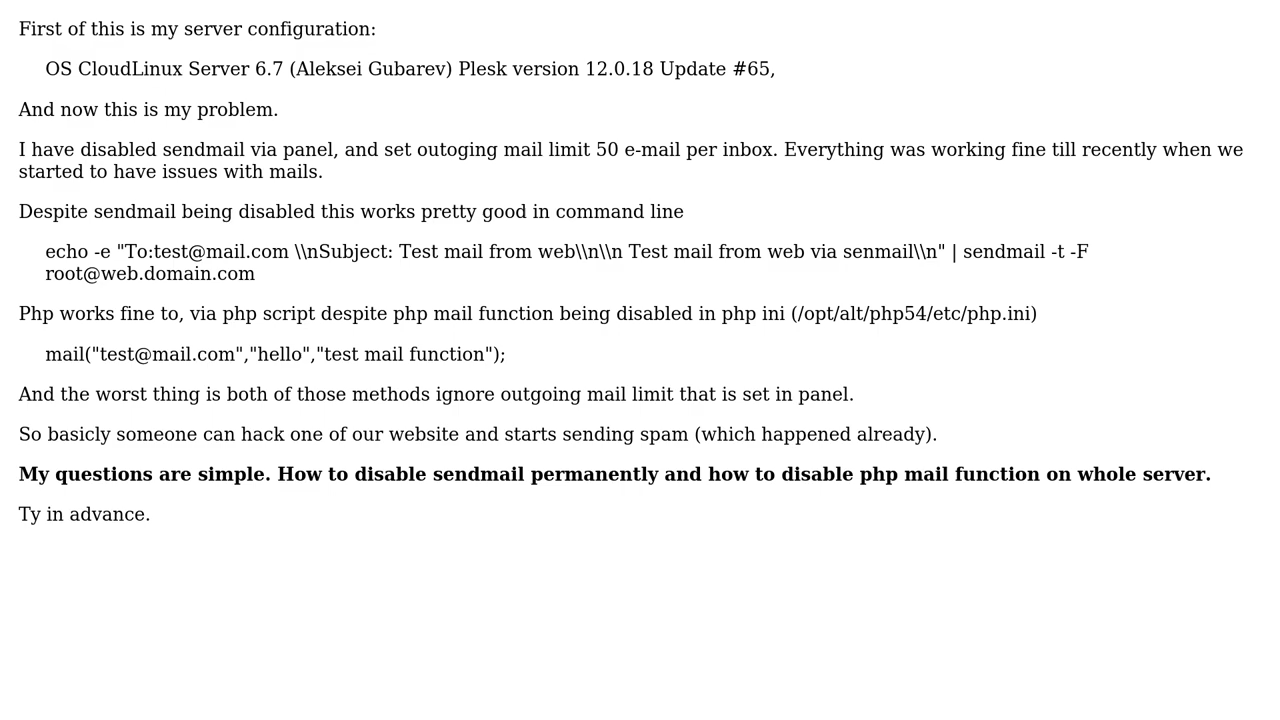 First of this is my server configuration:
OS CloudLinux Server 6.7 (Aleksei Gubarev) Plesk version 12.0.18 Update #65,
And now this is my problem.
I have disabled sendmail via panel, and set outoging mail limit 50 e-mail per inbox. Everything was working fine till recently when we
started to have issues with mails.
Despite sendmail being disabled this works pretty good in command line
echo -e "To:test@mail.com \\nSubject: Test mail from web\\n\\n Test mail from web via senmail\\n" | sendmail -t -F
root@web.domain.com
Php works fine to, via php script despite php mail function being disabled in php ini (/opt/alt/php54/etc/php.ini)
mail("test@mail.com","hello","test mail function");
And the worst thing is both of those methods ignore outgoing mail limit that is set in panel.
So basicly someone can hack one of our website and starts sending spam (which happened already).
My questions are simple. How to disable sendmail permanently and how to disable php mail function on whole server.
Ty in advance.